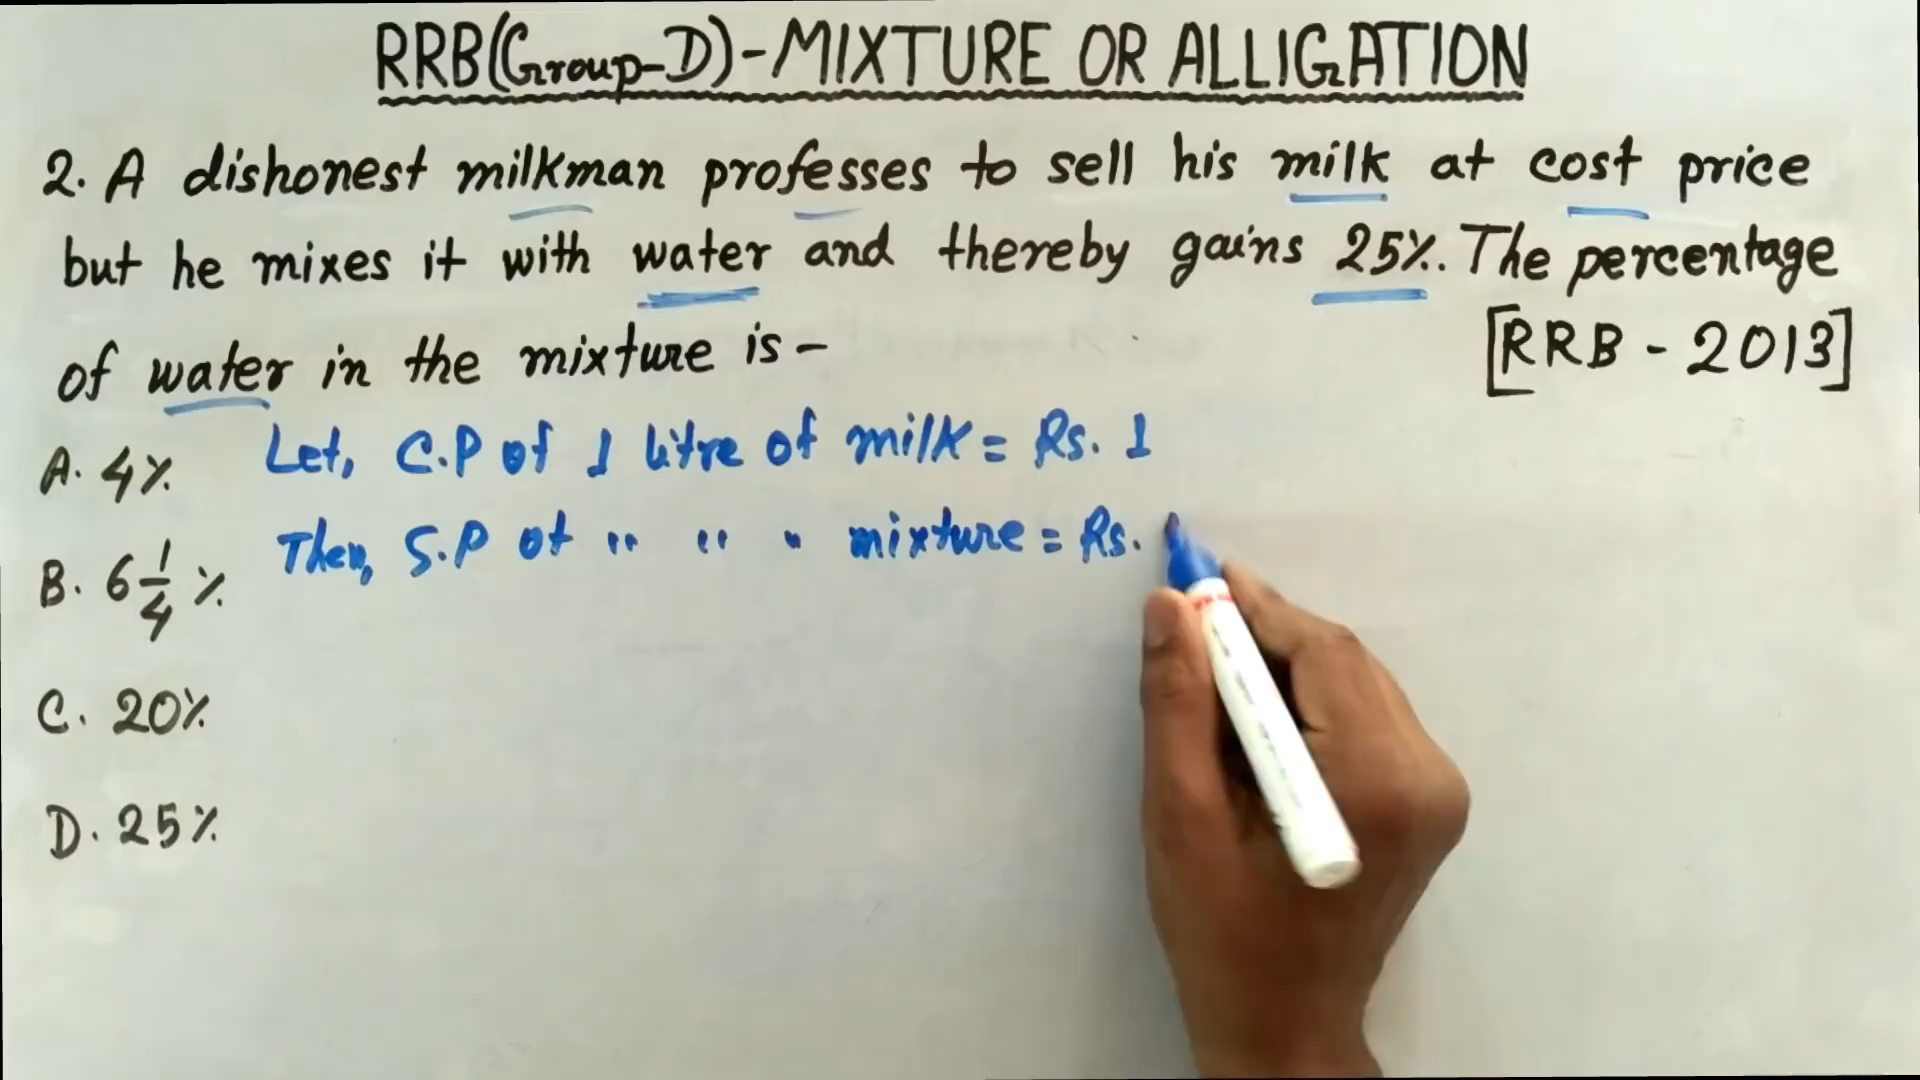 RRB(Group-D)-MIXTURE OR ALLIGATION
2. A dishonest milkman professes to sell his milk at cost price
but he mixes it with water and thereby gains 25%. The percentage
of water in the mixture is -
[RRB - 2013]
A. 4%
Let, C.P of 1 litre of milk = Rs. 1
Then, S.P of " " " mixture = Rs.
B. 6 1/4 %
C. 20%
D. 25%